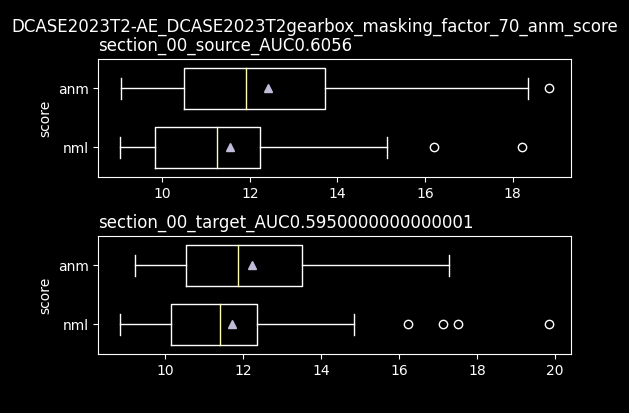 DCASE2023T2-AE_DCASE2023T2gearbox_masking_factor_70_anm_score
section_00_source_AUC0.6056
anm
nml
score
10 12 14 16 18
section_00_target_AUC0.5950000000000001
anm
nml
score
10 12 14 16 18 20